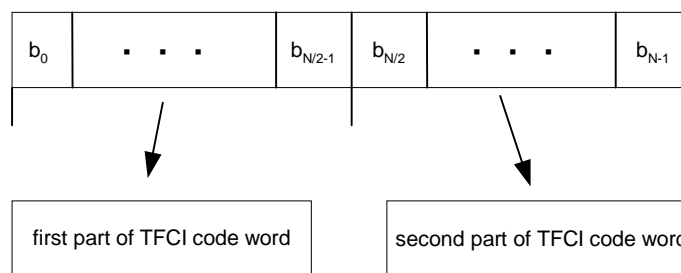 b0 . . . bN/2-1 bN/2 . . . bN-1
first part of TFCI code word
second part of TFCI code word